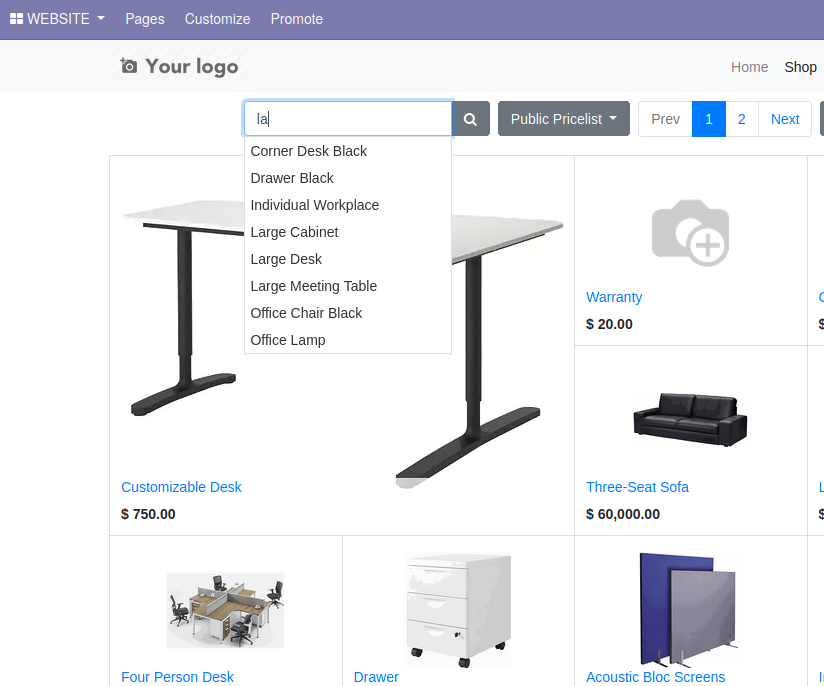 WEBSITE Pages Customize Promote
Your logo Home Shop
la Public Pricelist Prev 1 2 Next
Corner Desk Black
Drawer Black
Individual Workplace
Large Cabinet
Large Desk
Large Meeting Table
Office Chair Black
Office Lamp
Warranty
$ 20.00
Customizable Desk
$ 750.00
Three-Seat Sofa
$ 60,000.00
Four Person Desk
Drawer
Acoustic Bloc Screens